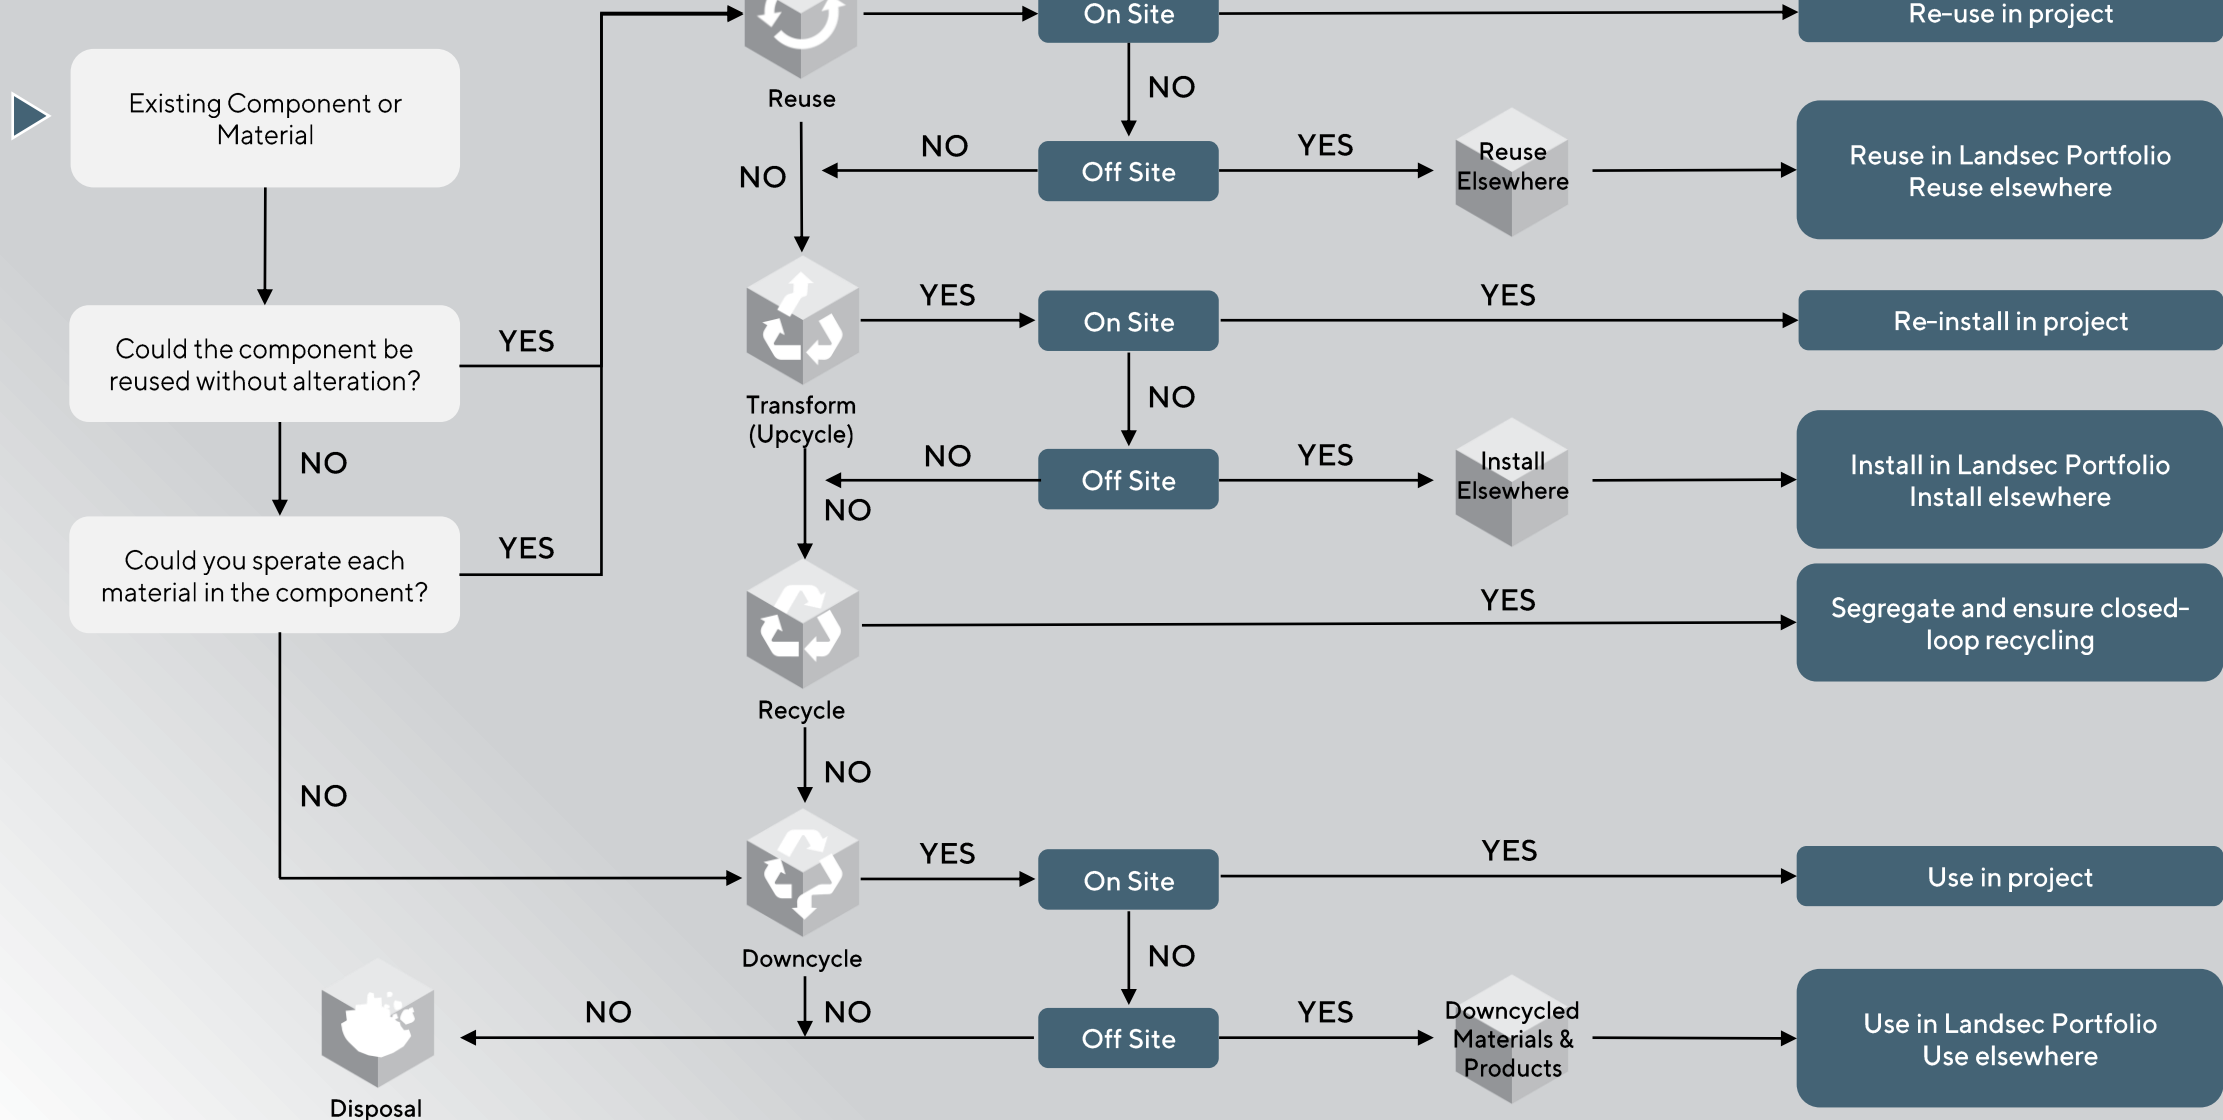 On Site
Re-use in project
Existing Component or
Material
Reuse
NO
NO
NO
Off Site
YES
Reuse
Elsewhere
Reuse in Landsec Portfolio
Reuse elsewhere
Could the component be
reused without alteration?
YES
YES
On Site
YES
Re-install in project
Transform
(Upcycle)
NO
NO
NO
Off Site
YES
Install
Elsewhere
Install in Landsec Portfolio
Install elsewhere
NO
Could you sperate each
material in the component?
YES
YES
Segregate and ensure closed-
loop recycling
Recycle
NO
NO
YES
On Site
YES
Use in project
Downcycle
NO
NO
NO
Off Site
YES
Downcycled
Materials &
Products
Use in Landsec Portfolio
Use elsewhere
Disposal